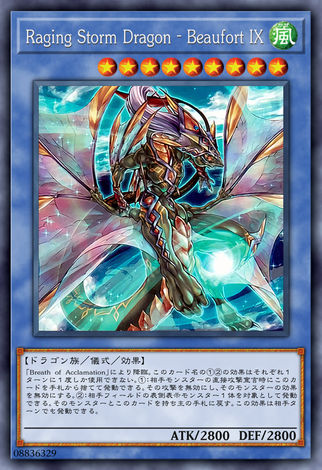 Raging Storm Dragon - Beaufort IX 風
【ドラゴン族／儀式／効果】
「Breath of Acclamation」により降臨。このカード名の①②の効果はそれぞれ１
ターンに１度しか使用できない。①：相手モンスターの直接攻撃宣言時にこのカー
ドを手札から捨てて発動できる。その攻撃を無効にし、そのモンスターの効果
を無効にする。②：相手フィールドの表側表示モンスター１体を対象として発動
できる。そのモンスターとこのカードを持ち主の手札に戻す。この効果は相手タ
ーンでも発動できる。
ATK/2800 DEF/2800
08836329